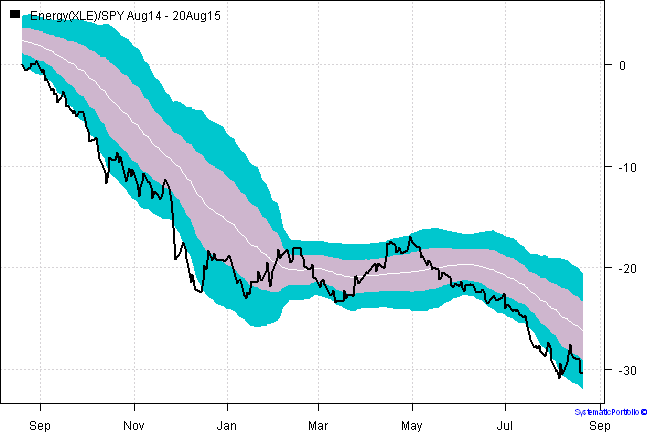 Energy(XLE)/SPY Aug14 - 20Aug15
0
-10
-20
-30
Sep Nov Jan Mar May Jul Sep
SystematicPortfolio ©